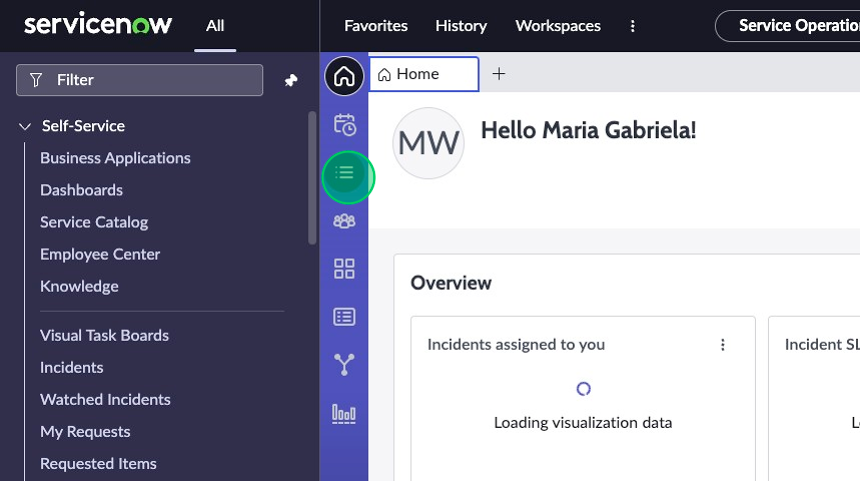 servicenow
All
Favorites
History
Workspaces
Service Operatio
Filter
Home
Self-Service
Business Applications
Dashboards
Service Catalog
Employee Center
Knowledge
Visual Task Boards
Incidents
Watched Incidents
My Requests
Requested Items
MW
Hello Maria Gabriela!
Overview
Incidents assigned to you
Loading visualization data
Incident SL
L